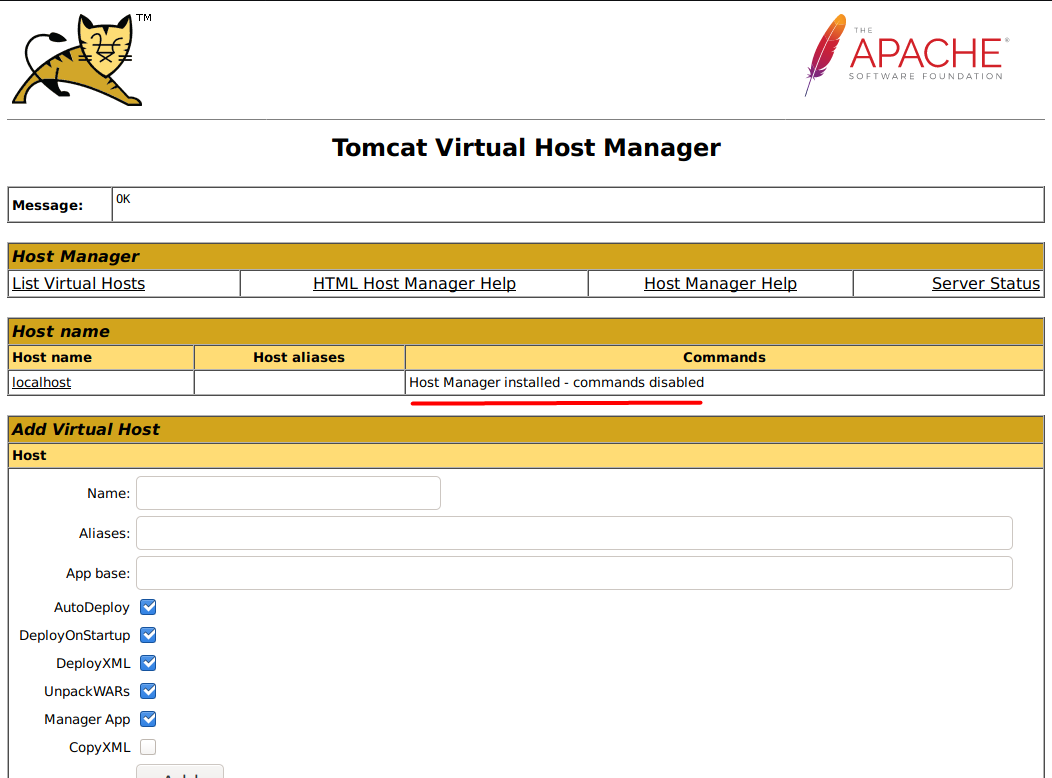 TM
THE
APACHE®
SOFTWARE FOUNDATION
Tomcat Virtual Host Manager
Message: OK
Host Manager
List Virtual Hosts HTML Host Manager Help Host Manager Help Server Status
Host name
Host name Host aliases Commands
localhost Host Manager installed - commands disabled
Add Virtual Host
Host
Name:
Aliases:
App base:
AutoDeploy
DeployOnStartup
DeployXML
UnpackWARs
Manager App
CopyXML